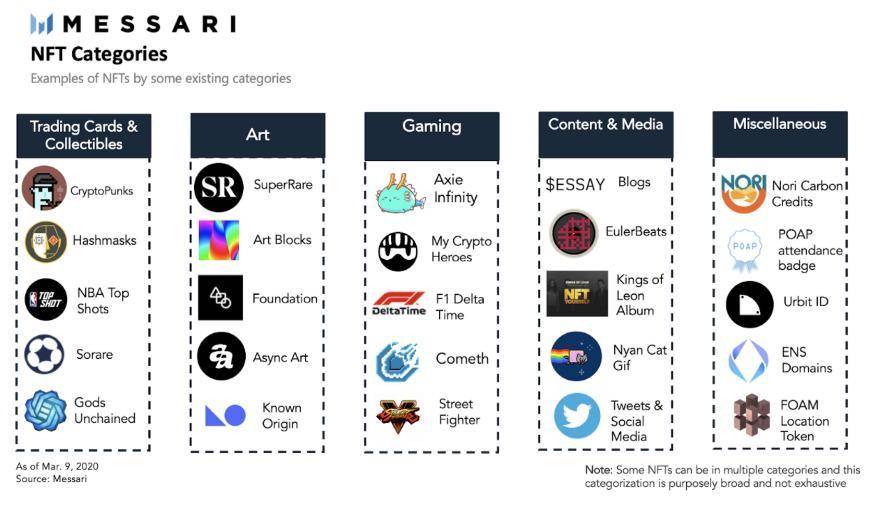 MESSARI
NFT Categories
Examples of NFTs by some existing categories
Trading Cards &
Collectibles
CryptoPunks
Hashmasks
TOP
SHOT
NBA Top
Shots
Sorare
Gods
Unchained
Art
SR
SuperRare
Art Blocks
Foundation
aa
Async Art
Known
Origin
Gaming
Axie
Infinity
My Crypto
Heroes
DeltaTime
F1 Delta
Time
Cometh
Street
Fighter
Content & Media
$ESSAY
Blogs
EulerBeats
NFT
YOURSELF
Kings of
Leon
Album
Nyan Cat
Gif
Tweets &
Social
Media
Miscellaneous
NORI
Nori Carbon
Credits
POAP
POAP
attendance
badge
Urbit ID
ENS
Domains
FOAM
Location
Token
As of Mar. 9, 2020
Source: Messari
Note: Some NFTs can be in multiple categories and this
categorization is purposely broad and not exhaustive